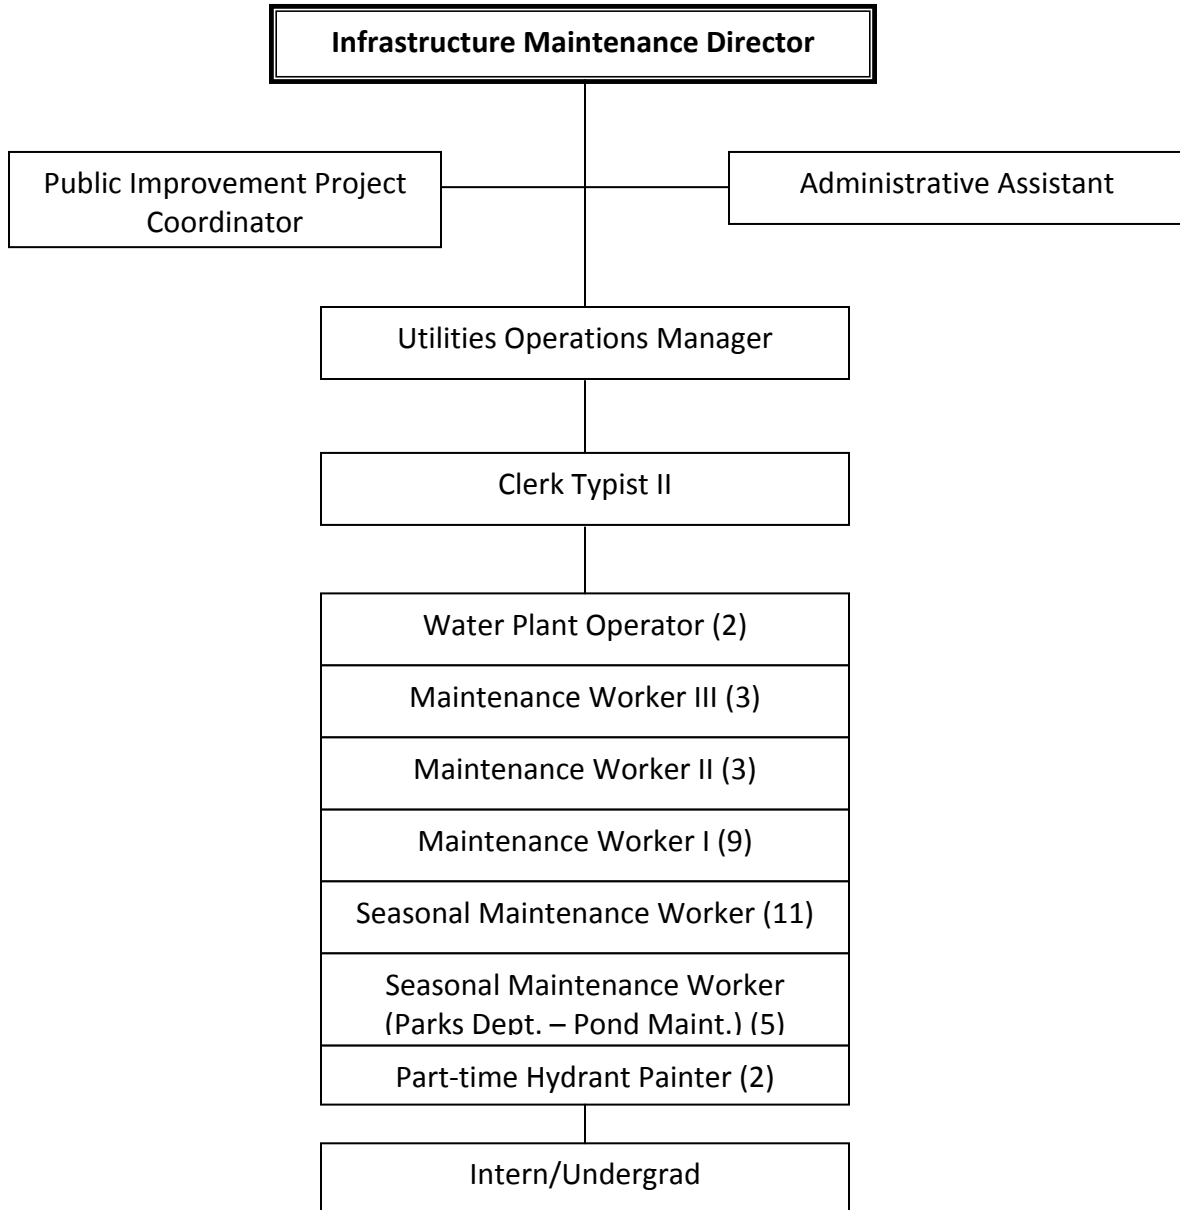 Infrastructure Maintenance Director
Public Improvement Project
Coordinator
Administrative Assistant
Utilities Operations Manager
Clerk Typist II
Water Plant Operator (2)
Maintenance Worker III (3)
Maintenance Worker II (3)
Maintenance Worker I (9)
Seasonal Maintenance Worker (11)
Seasonal Maintenance Worker
(Parks Dept. – Pond Maint.) (5)
Part-time Hydrant Painter (2)
Intern/Undergrad